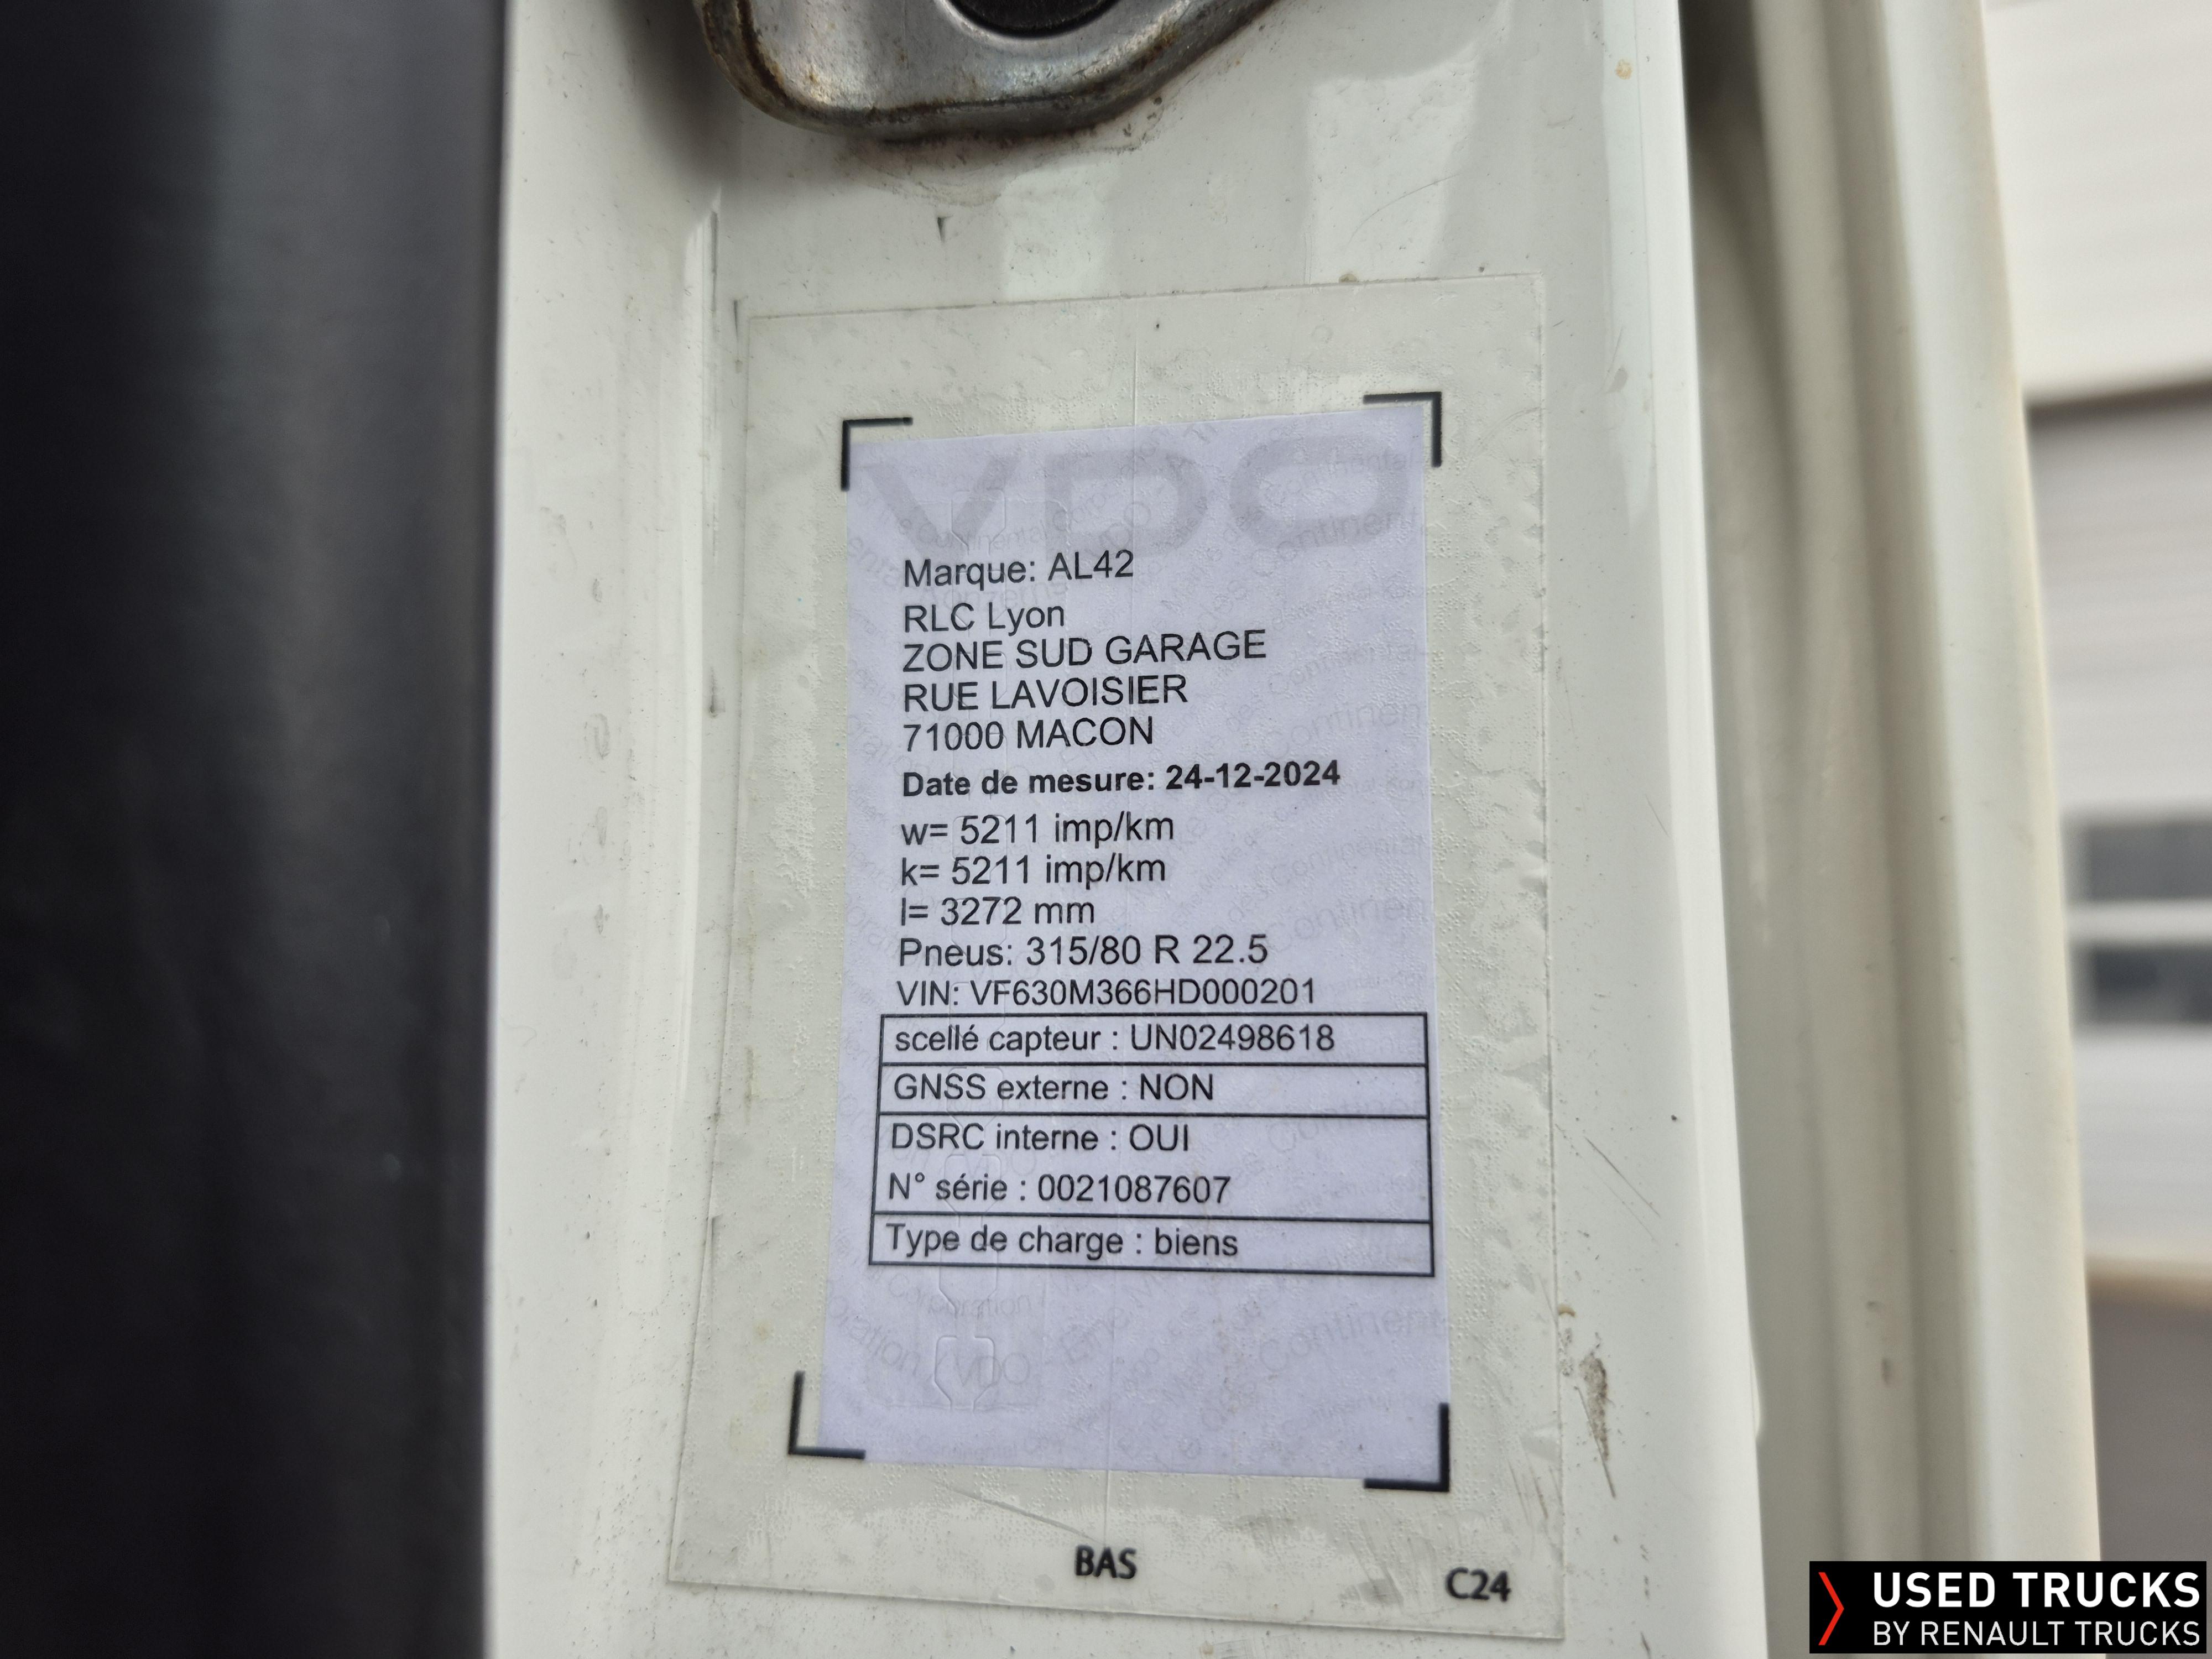 VDO
Marque: AL42
RLC Lyon
ZONE SUD GARAGE
RUE LAVOISIER
71000 MACON
Date de mesure: 24-12-2024
w= 5211 imp/km
k= 5211 imp/km
l= 3272 mm
Pneus: 315/80 R 22.5
VIN: VF630M366HD000201
scellé capteur : UN02498618
GNSS externe : NON
DSRC interne : OUI
N° série : 0021087607
Type de charge : biens
BAS
C24
USED TRUCKS
BY RENAULT TRUCKS